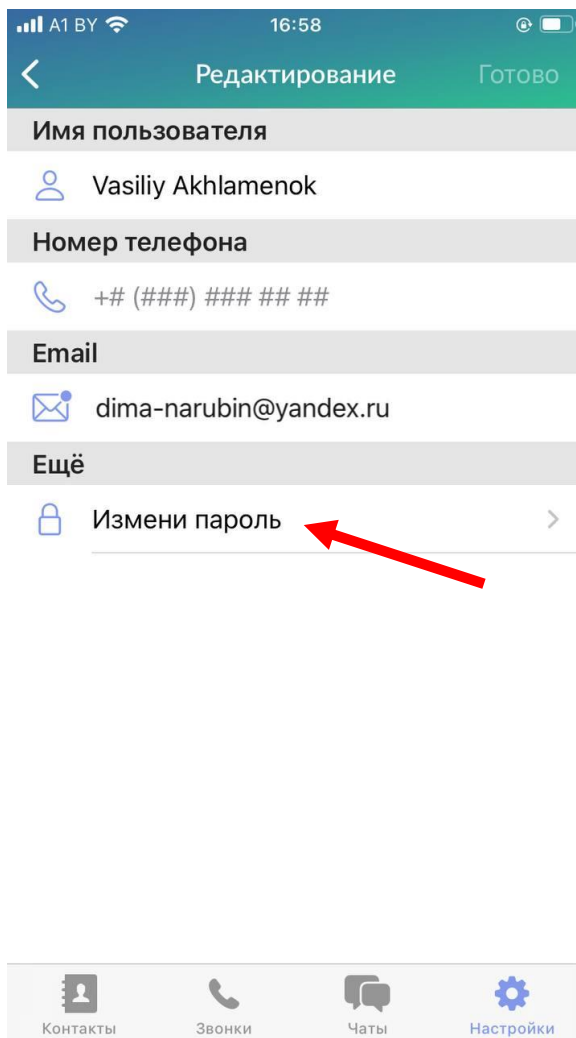 A1 BY 16:58
Редактирование Готово
Имя пользователя
Vasiliy Akhlamenok
Номер телефона
+# (###) ### ## ##
Email
dima-narubin@yandex.ru
Ещё
Измени пароль
Контакты Звонки Чаты Настройки